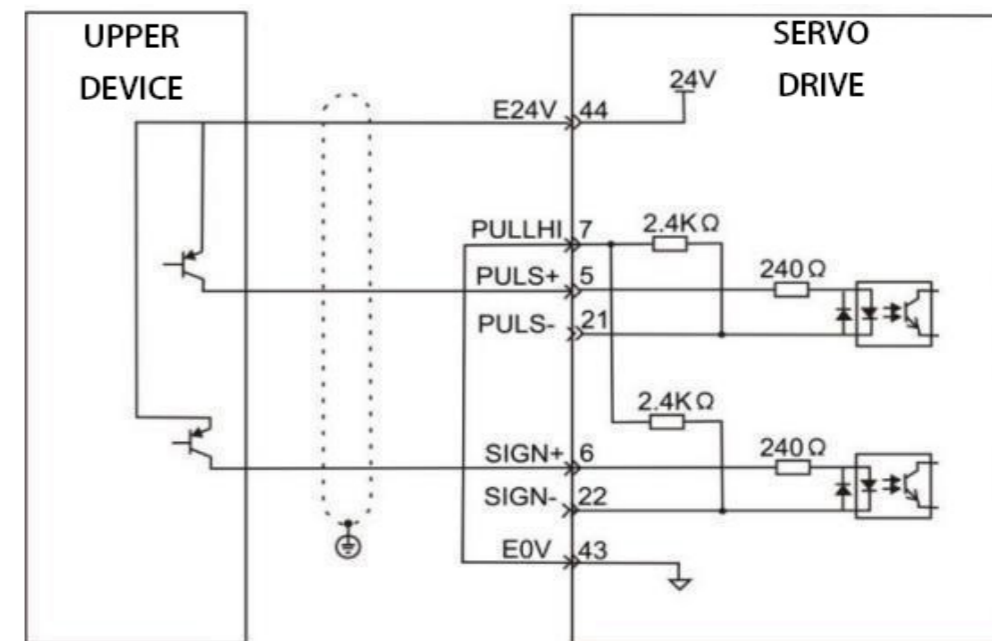 UPPER
DEVICE
SERVO
DRIVE
24V
E24V 44
PULLHI 7 2.4KΩ
PULS+ 5 240Ω
PULS- 21
2.4KΩ
SIGN+ 6 240Ω
SIGN- 22
E0V 43